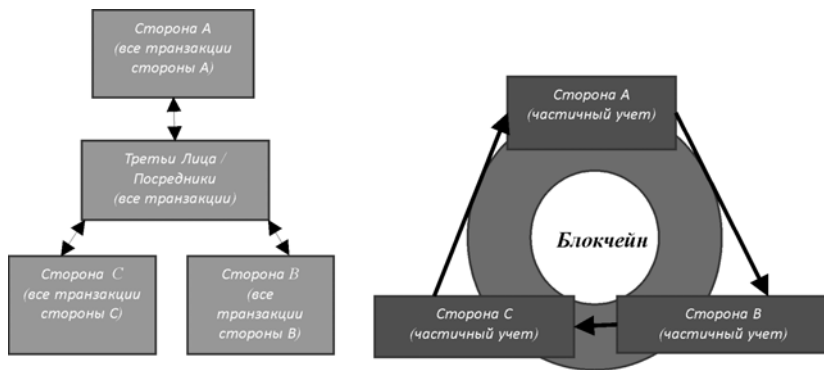 Сторона А
(все транзакции
стороны А)
Третьи Лица /
Посредники
(все транзакции)
Сторона С
(все транзакции
стороны С)
Сторона В
(все
транзакции
стороны В)
Сторона А
(частичный учет)
Блокчейн
Сторона С
(частичный учет)
Сторона В
(частичный учет)